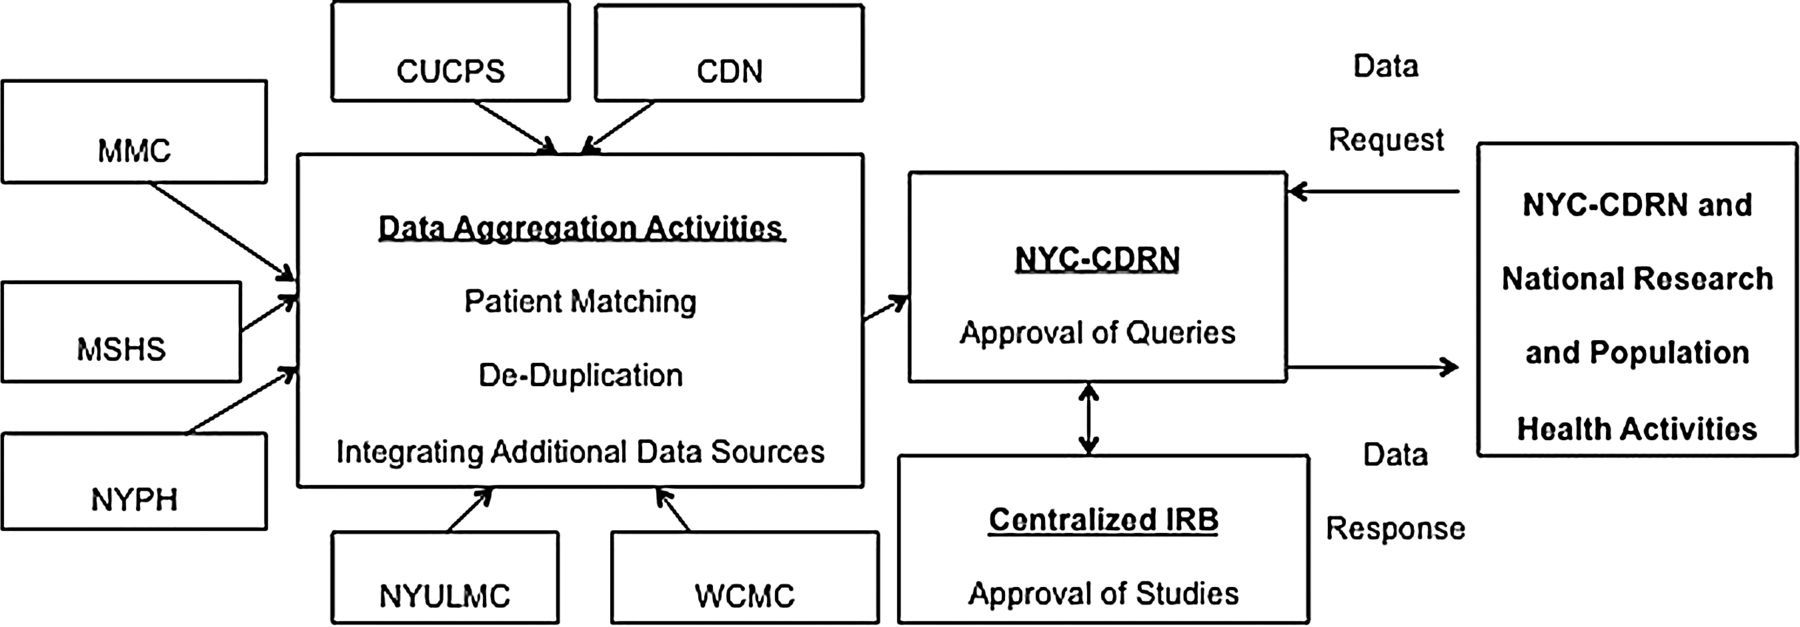 CUCPS
CDN
MMC
MSHS
NYPH
Data Aggregation Activities
Patient Matching
De-Duplication
Integrating Additional Data Sources
NYULMC
WCMC
NYC-CDRN
Approval of Queries
Centralized IRB
Approval of Studies
Data
Request
Data
Response
NYC-CDRN and
National Research
and Population
Health Activities